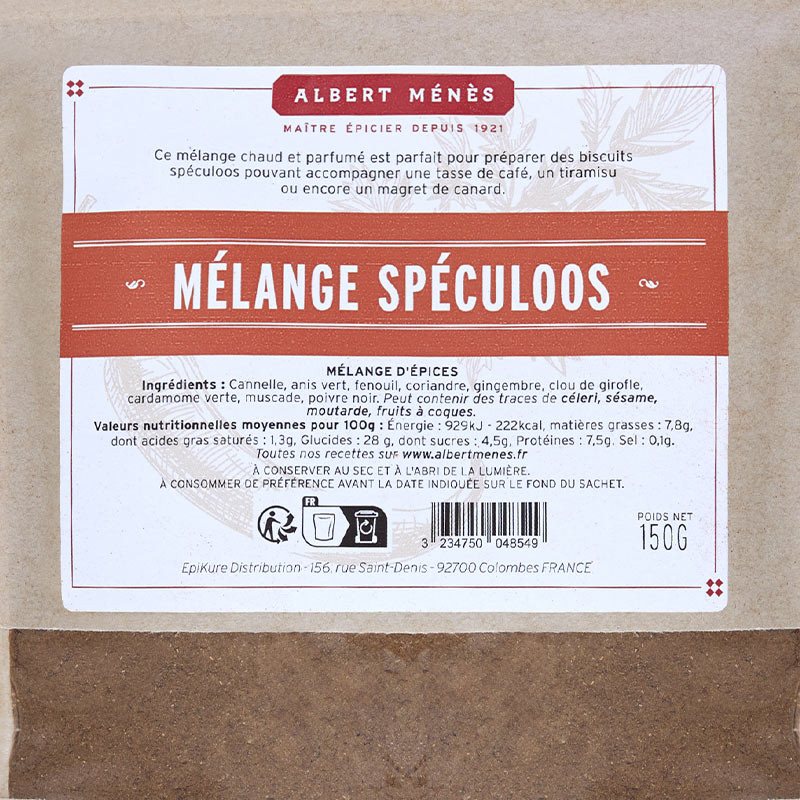 ALBERT MÉNÈS
MAÎTRE ÉPICIER DEPUIS 1921
Ce mélange chaud et parfumé est parfait pour préparer des biscuits
spéculoos pouvant accompagner une tasse de café, un tiramisu
ou encore un magret de canard.
MÉLANGE SPÉCULOOS
MÉLANGE D'ÉPICES
Ingrédients : Cannelle, anis vert, fenouil, coriandre, gingembre, clou de girofle,
cardamome verte, muscade, poivre noir. Peut contenir des traces de céleri, sésame,
moutarde, fruits à coques.
Valeurs nutritionnelles moyennes pour 100g : Énergie : 929kJ - 222kcal, matières grasses : 7,8g,
dont acides gras saturés : 1,3g, Glucides : 28 g, dont sucres : 4,5g, Protéines : 7,5g. Sel : 0,1g.
Toutes nos recettes sur www.albertmenes.fr
À CONSERVER AU SEC ET À L'ABRI DE LA LUMIÈRE.
À CONSOMMER DE PRÉFÉRENCE AVANT LA DATE INDIQUÉE SUR LE FOND DU SACHET.
FR
3 234750 048549
POIDS NET
150G
EpiKure Distribution - 156, rue Saint-Denis - 92700 Colombes FRANCE